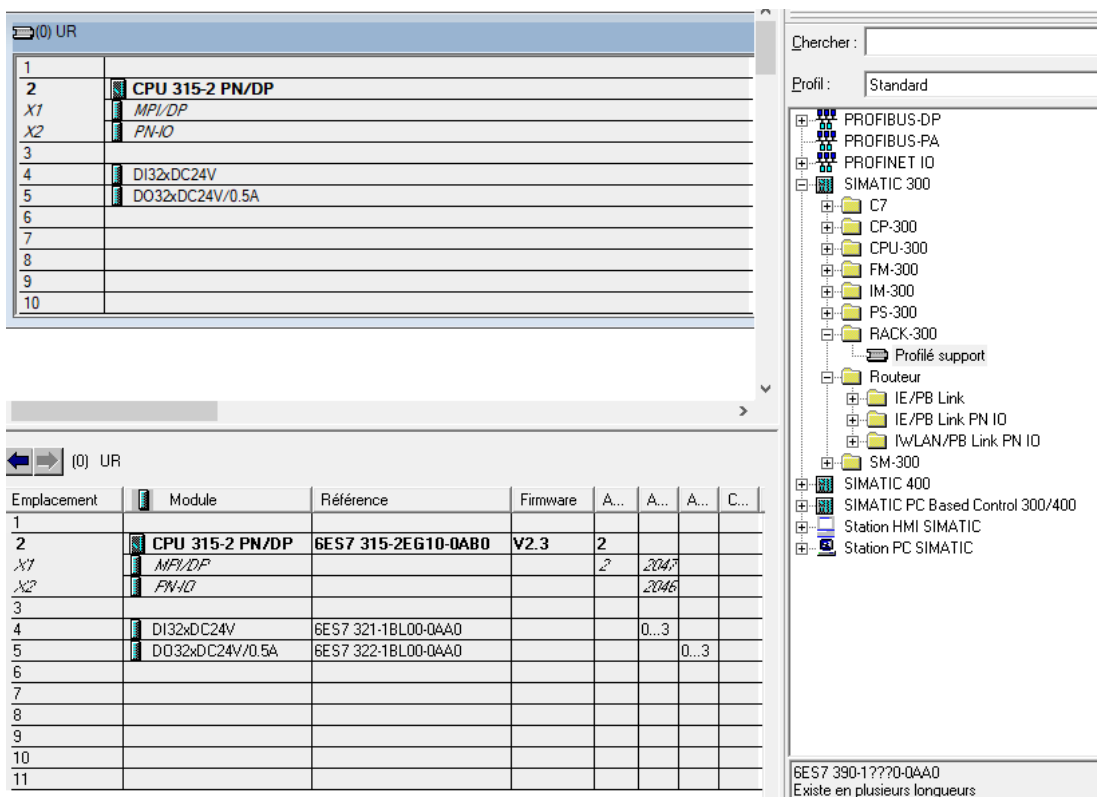 (0) UR
1
2 CPU 315-2 PN/DP
X1 MPI/DP
X2 PN-IO
3
4 DI32xDC24V
5 DO32xDC24V/0.5A
6
7
8
9
10
(0) UR
Emplacement Module Référence Firmware A... A... A... C...
1
2 CPU 315-2 PN/DP 6ES7 315-2EG10-0AB0 V2.3 2
X1 MPI/DP 2 2047
X2 PN-IO 2046
3
4 DI32xDC24V 6ES7 321-1BL00-0AA0 0...3
5 DO32xDC24V/0.5A 6ES7 322-1BL00-0AA0 0...3
6
7
8
9
10
11
Chercher :
Profil : Standard
PROFIBUS-DP
PROFIBUS-PA
PROFINET IO
SIMATIC 300
C7
CP-300
CPU-300
FM-300
IM-300
PS-300
RACK-300
Profilé support
Routeur
IE/PB Link
IE/PB Link PN IO
IWLAN/PB Link PN IO
SM-300
SIMATIC 400
SIMATIC PC Based Control 300/400
Station HMI SIMATIC
Station PC SIMATIC
6ES7 390-1???0-0AA0
Existe en plusieurs longueurs